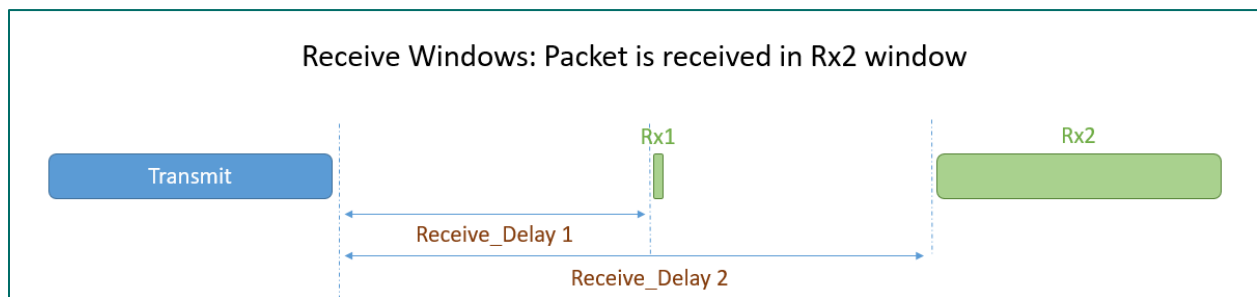 Receive Windows: Packet is received in Rx2 window
Rx1
Rx2
Transmit
Receive_Delay 1
Receive_Delay 2